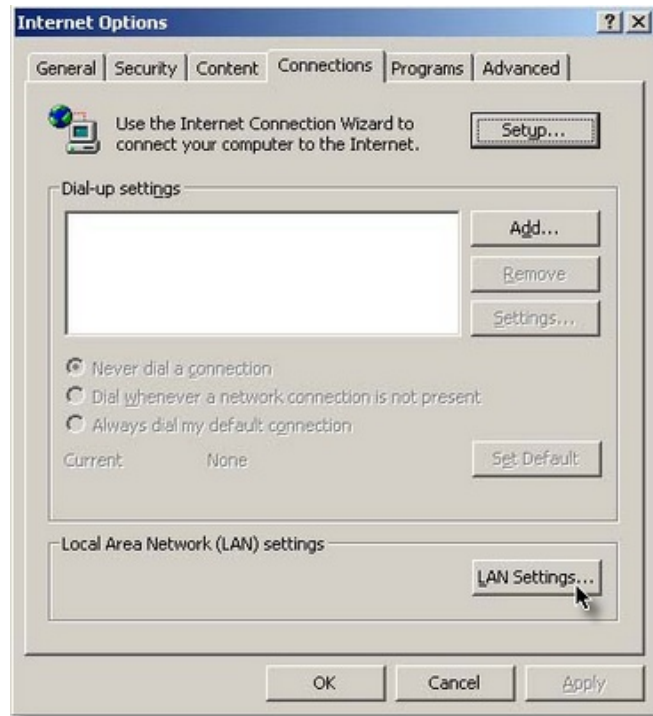 Internet Options
General Security Content Connections Programs Advanced
Use the Internet Connection Wizard to
connect your computer to the Internet.
Setup...
Dial-up settings
Add...
Remove
Settings...
Never dial a connection
Dial whenever a network connection is not present
Always dial my default connection
Current None
Set Default
Local Area Network (LAN) settings
LAN Settings...
OK Cancel Apply